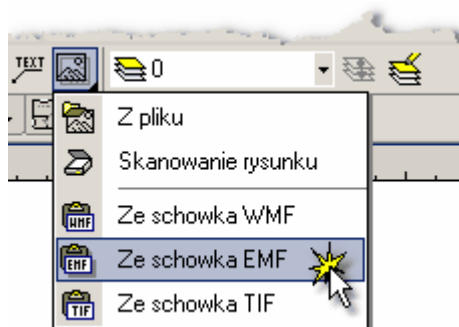 TEXT 0
Z pliku
Skanowanie rysunku
WMF Ze schowka WMF
EMF Ze schowka EMF
TIF Ze schowka TIF